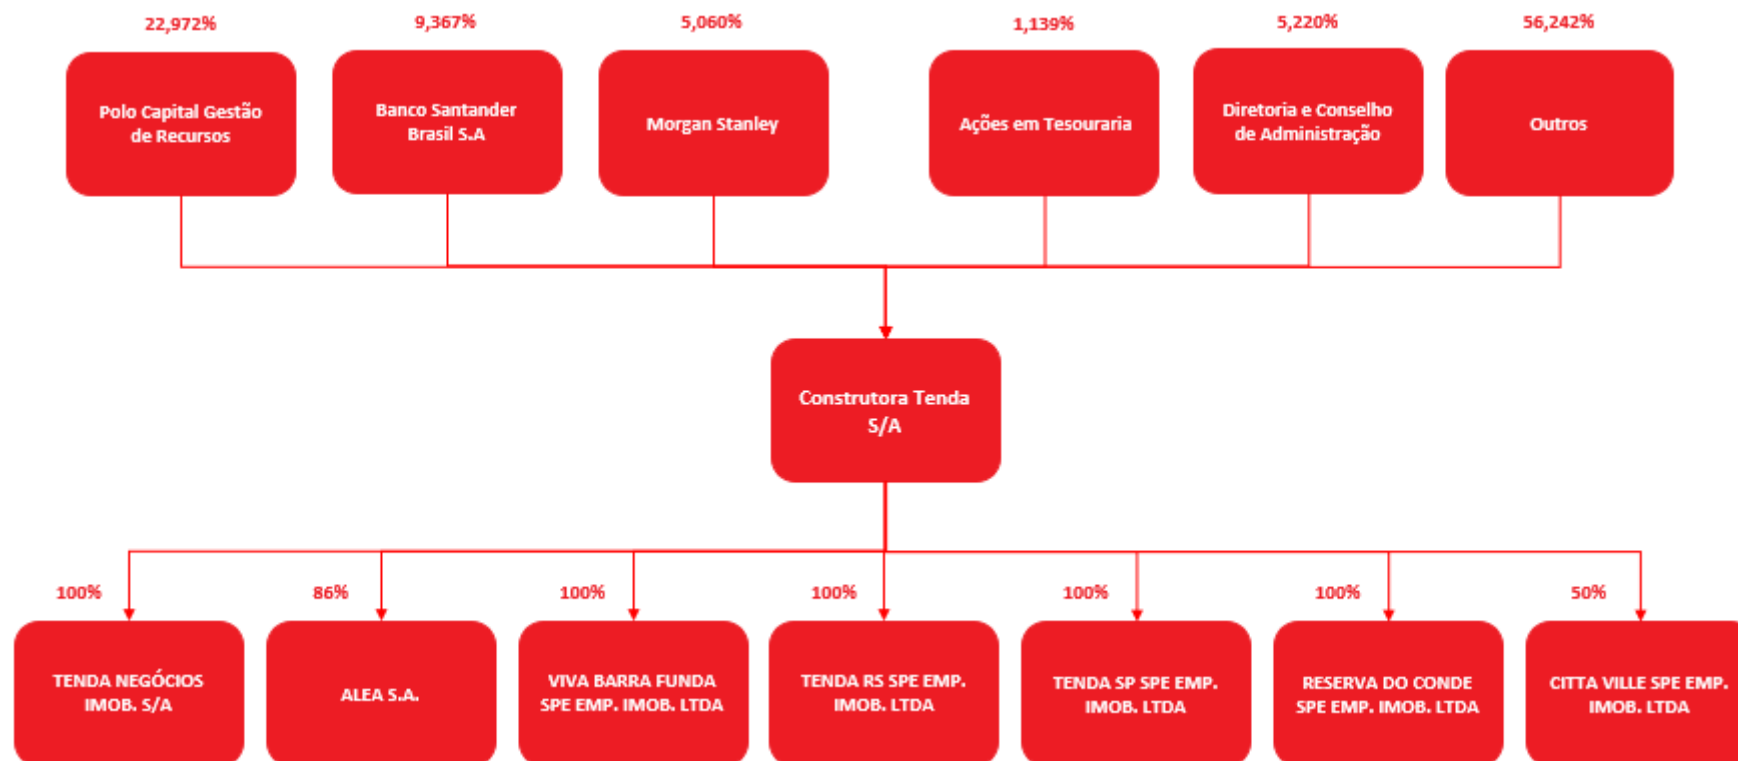 22,972%
9,367%
5,060%
1,139%
5,220%
56,242%
Polo Capital Gestão
de Recursos
Banco Santander
Brasil S.A
Morgan Stanley
Ações em Tesouraria
Diretoria e Conselho
de Administração
Outros
Construtora Tenda
S/A
100%
86%
100%
100%
100%
100%
50%
TENDA NEGÓCIOS
IMOB. S/A
ALEA S.A.
VIVA BARRA FUNDA
SPE EMP. IMOB. LTDA
TENDA RS SPE EMP.
IMOB. LTDA
TENDA SP SPE EMP.
IMOB. LTDA
RESERVA DO CONDE
SPE EMP. IMOB. LTDA
CITTA VILLE SPE EMP.
IMOB. LTDA